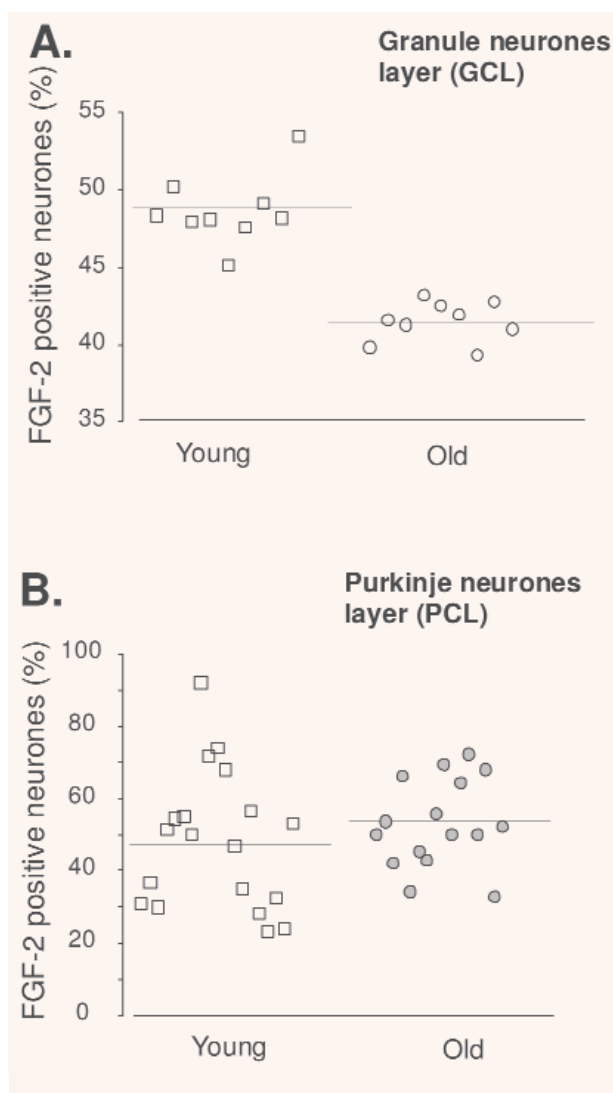 A.
Granule neurones
layer (GCL)
FGF-2 positive neurones (%)
55
50
45
40
35
Young
Old
B.
Purkinje neurones
layer (PCL)
FGF-2 positive neurones (%)
100
80
60
40
20
0
Young
Old